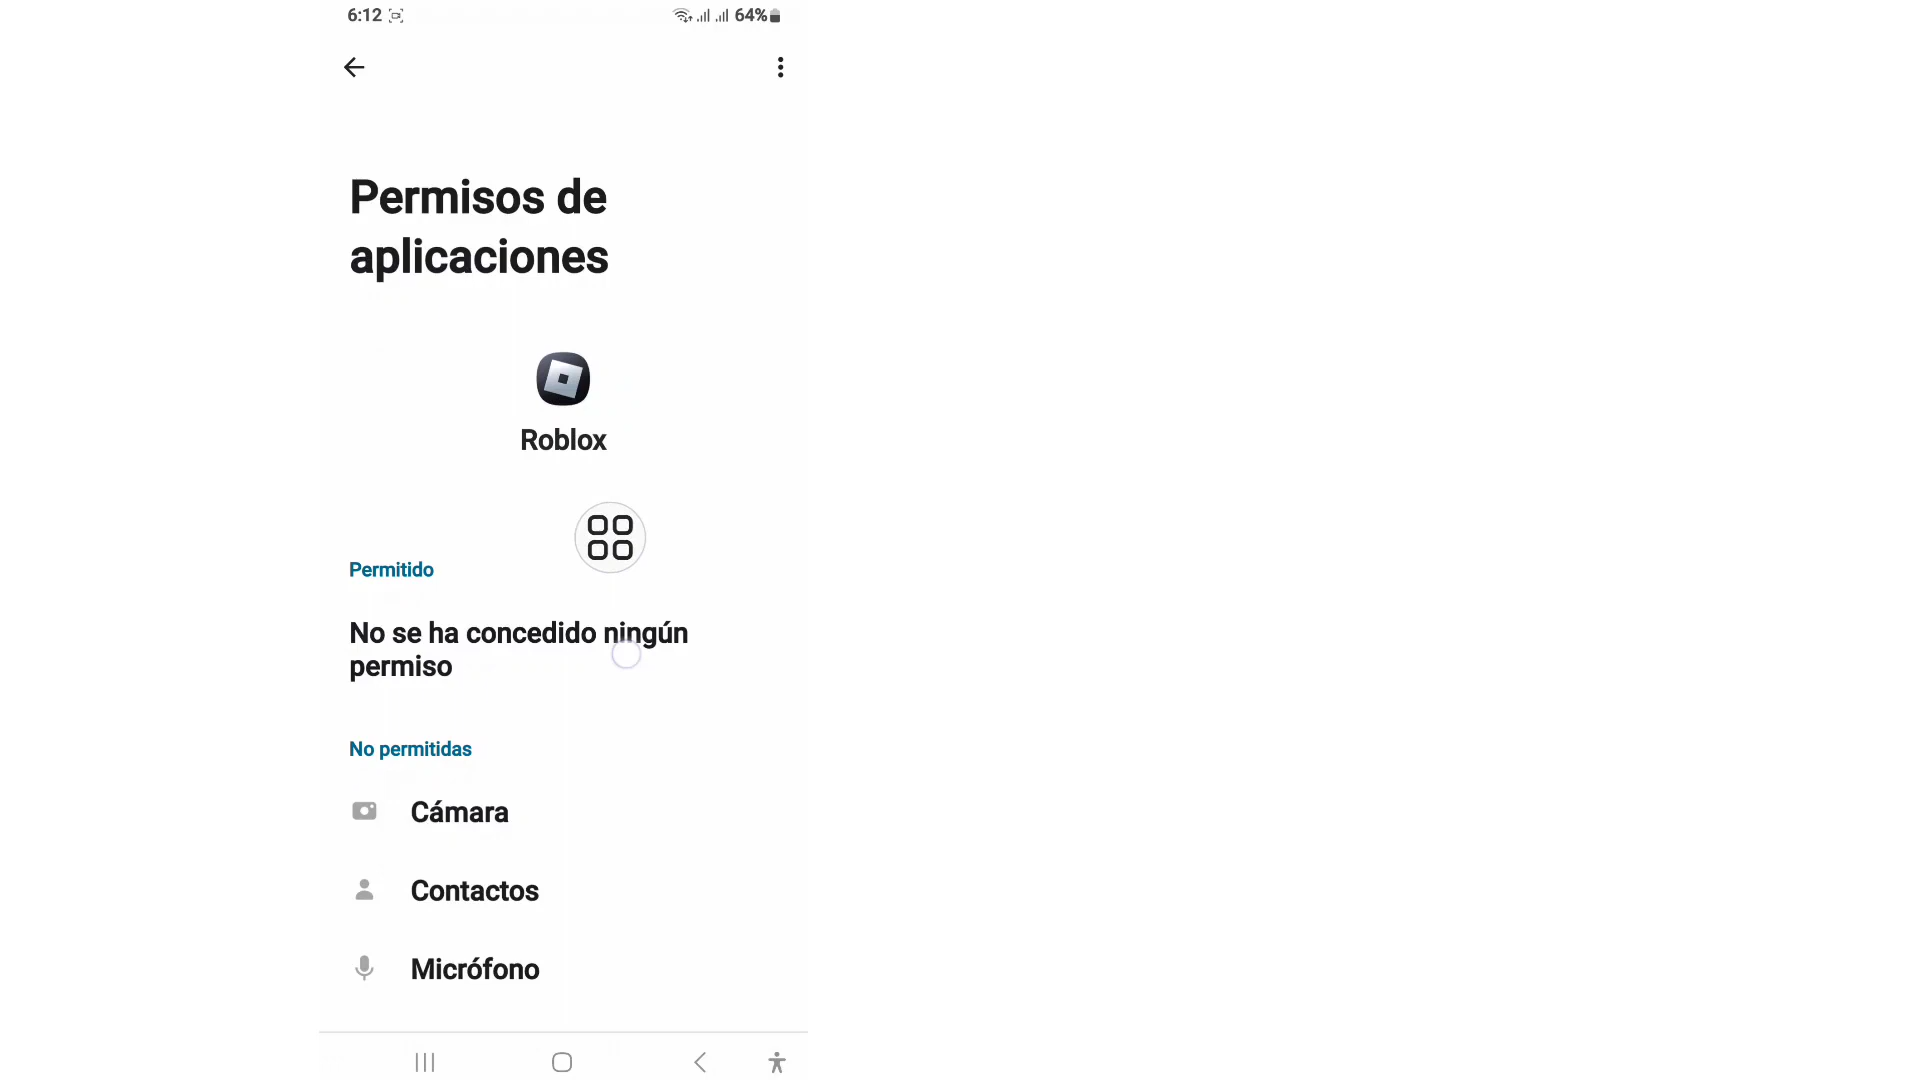 6:12
64%
Permisos de
aplicaciones
Roblox
Permitido
No se ha concedido ningún
permiso
No permitidas
Cámara
Contactos
Micrófono